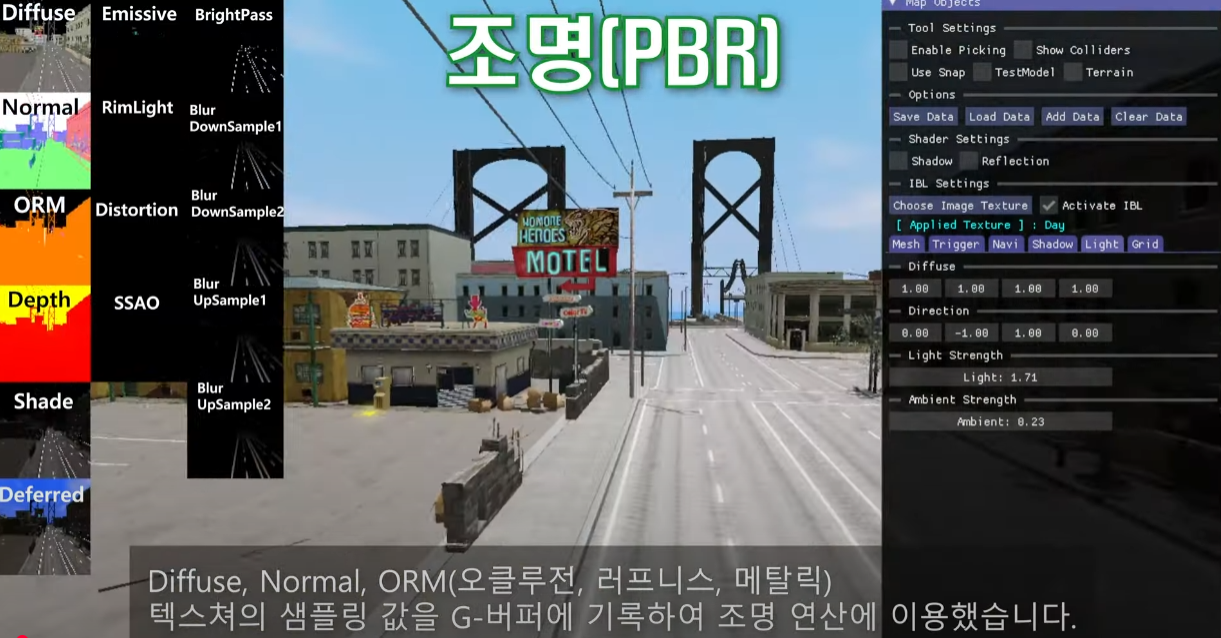 Diffuse
Emissive
BrightPass
조명(PBR)
Normal
RimLight
Blur
DownSample1
ORM
Distortion
Blur
DownSample2
Depth
SSAO
Blur
UpSample1
Shade
Blur
UpSample2
Deferred
HENOES
MOTEL
Map Objects
Tool Settings
Enable Picking Show Colliders
Use Snap TestModel Terrain
Options
Save Data Load Data Add Data Clear Data
Shader Settings
Shadow Reflection
IBL Settings
Choose Image Texture Activate IBL
[ Applied Texture ] : Day
Mesh Trigger Navi Shadow Light Grid
Diffuse
1.00 1.00 1.00 1.00
Direction
0.00 -1.00 1.00 0.00
Light Strength
Light: 1.71
Ambient Strength
Ambient: 0.23
Diffuse, Normal, ORM(오클루전, 러프니스, 메탈릭)
텍스쳐의 샘플링 값을 G-버퍼에 기록하여 조명 연산에 이용했습니다.